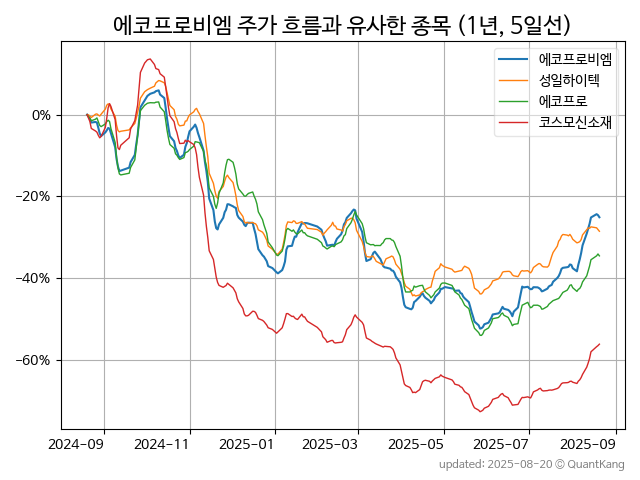 에코프로비엠 주가 흐름과 유사한 종목 (1년, 5일선)
에코프로비엠
성일하이텍
에코프로
코스모신소재
0%
−20%
−40%
−60%
2024−09 2024−11 2025−01 2025−03 2025−05 2025−07 2025−09
updated: 2025-08-20 © QuantKang